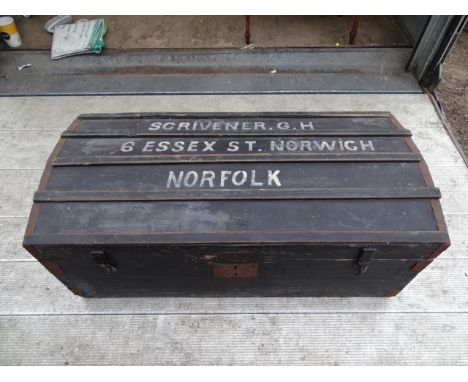 SCRIVENER. G. H
6 ESSEX ST. NORWICH
NORFOLK